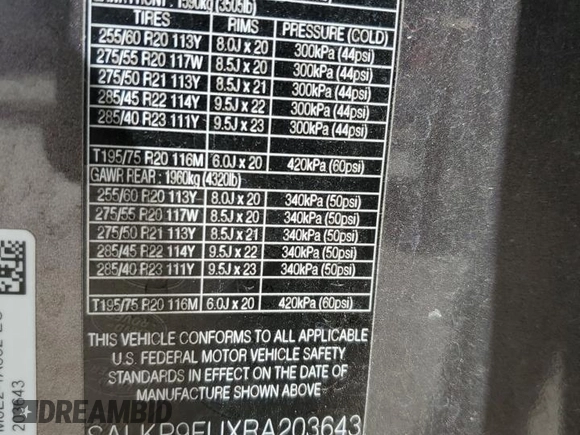 1590kg (3505lb)
TIRES RIMS PRESSURE (COLD)
255/60 R20 113Y 8.0J x 20 300kPa (44psi)
275/55 R20 117W 8.5J x 20 300kPa (44psi)
275/50 R21 113Y 8.5J x 21 300kPa (44psi)
285/45 R22 114Y 9.5J x 22 300kPa (44psi)
285/40 R23 111Y 9.5J x 23 300kPa (44psi)
T195/75 R20 116M 6.0J x 20 420kPa (60psi)
GAWR REAR : 1960kg (4320lb)
255/60 R20 113Y 8.0J x 20 340kPa (50psi)
275/55 R20 117W 8.5J x 20 340kPa (50psi)
275/50 R21 113Y 8.5J x 21 340kPa (50psi)
285/45 R22 114Y 9.5J x 22 340kPa (50psi)
285/40 R23 111Y 9.5J x 23 340kPa (50psi)
T195/75 R20 116M 6.0J x 20 420kPa (60psi)
THIS VEHICLE CONFORMS TO ALL APPLICABLE
U.S. FEDERAL MOTOR VEHICLE SAFETY
STANDARDS IN EFFECT ON THE DATE OF
MANUFACTURE SHOWN ABOVE
SALKP9FUXRA203643
203643
DREAMBID